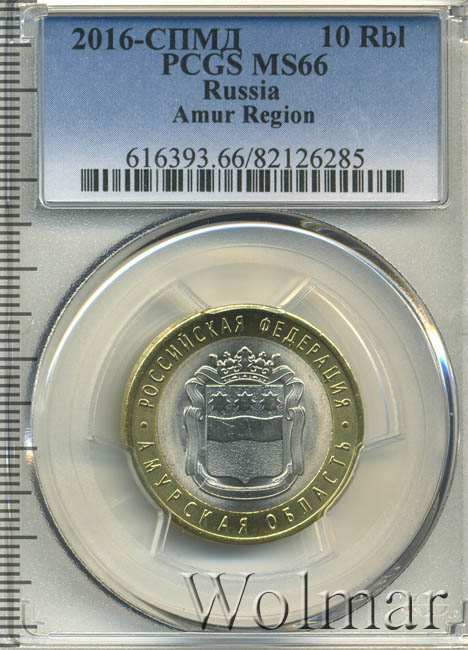 2016-СПМД 10 Rbl
PCGS MS66
Russia
Amur Region
616393.66/82126285
РОССИЙСКАЯ ФЕДЕРАЦИЯ
АМУРСКАЯ ОБЛАСТЬ
Wolmar